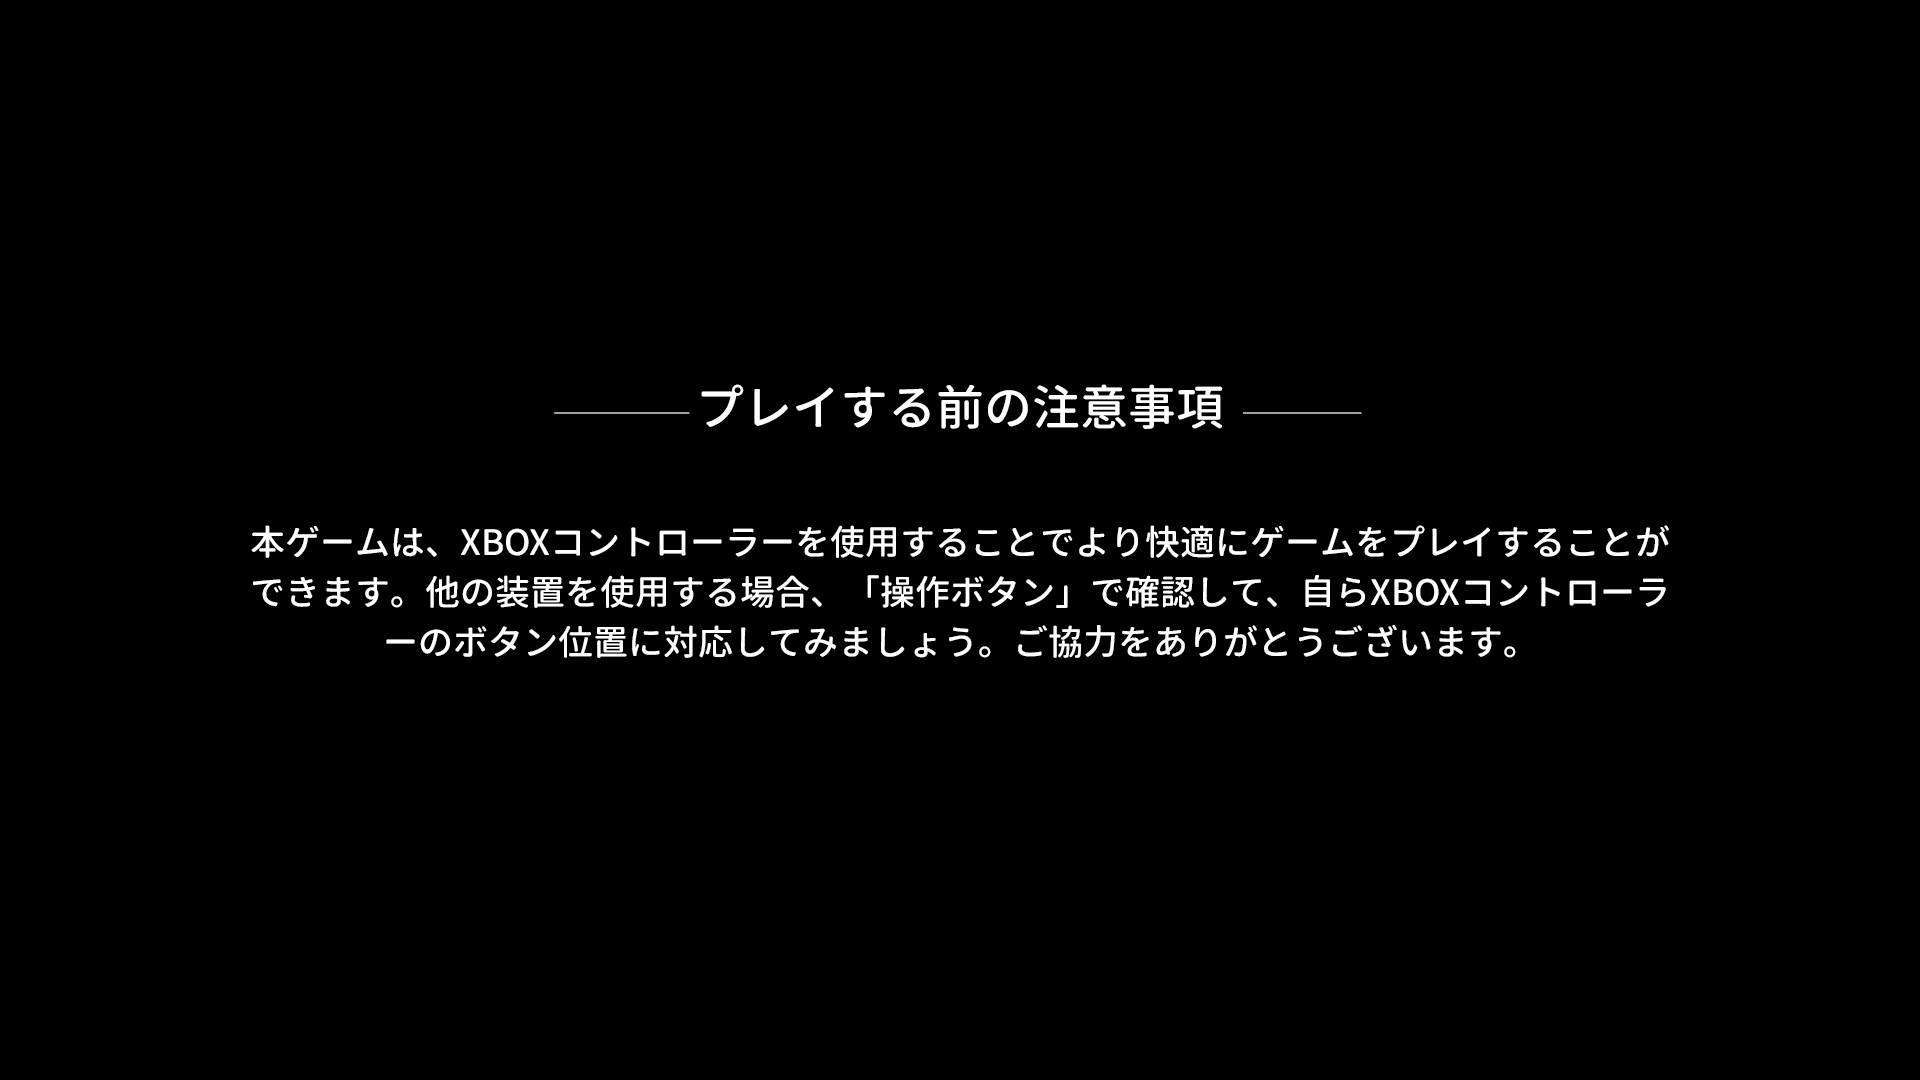 プレイする前の注意事項
本ゲームは、XBOXコントローラーを使用することでより快適にゲームをプレイすることが
できます。他の装置を使用する場合、「操作ボタン」で確認して、自らXBOXコントローラ
ーのボタン位置に対応してみましょう。ご協力をありがとうございます。